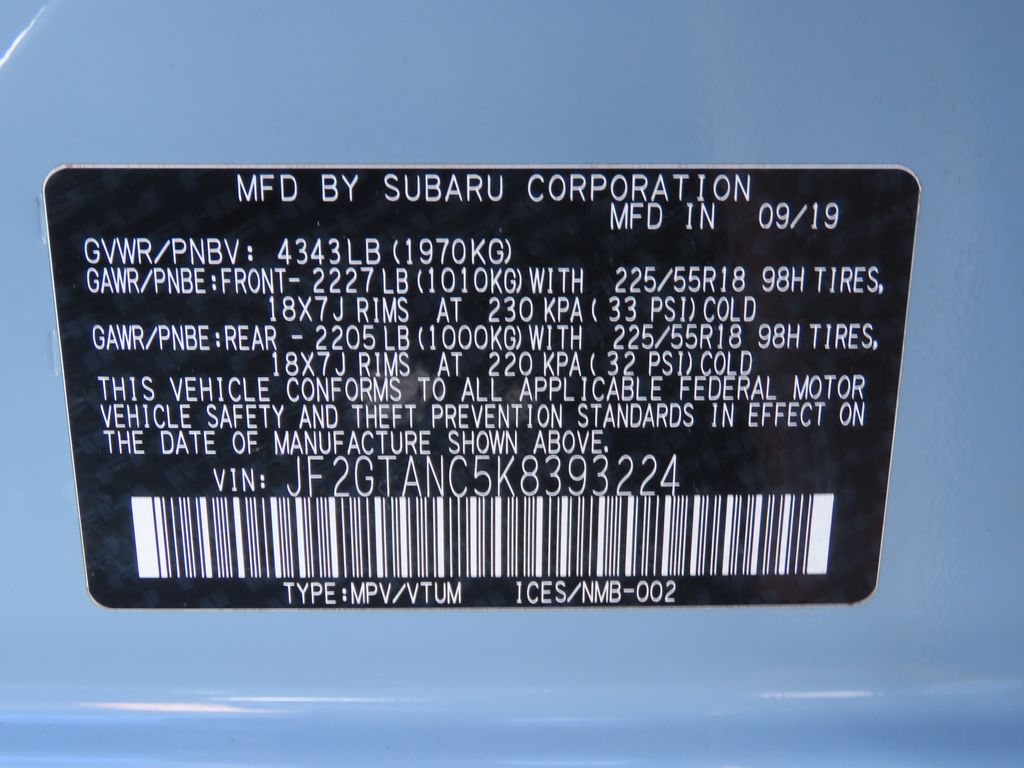 MFD BY SUBARU CORPORATION
MFD IN 09/19
GVWR/PNBV: 4343LB (1970KG)
GAWR/PNBE:FRONT- 2227LB (1010KG) WITH 225/55R18 98H TIRES,
18X7J RIMS AT 230 KPA( 33 PSI) COLD
GAWR/PNBE:REAR - 2205LB (1000KG) WITH 225/55R18 98H TIRES,
18X7J RIMS AT 220 KPA( 32 PSI) COLD
THIS VEHICLE CONFORMS TO ALL APPLICABLE FEDERAL MOTOR
VEHICLE SAFETY AND THEFT PREVENTION STANDARDS IN EFFECT ON
THE DATE OF MANUFACTURE SHOWN ABOVE.
VIN: JF2GTANC5K8393224
TYPE:MPV/VTUM ICES/NMB-002